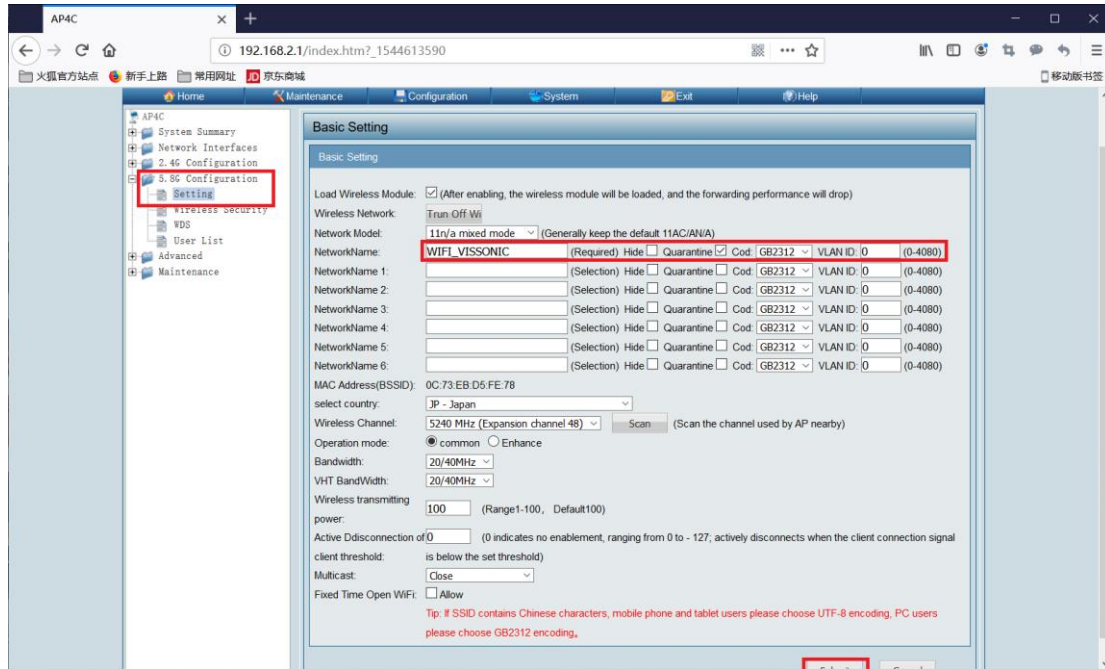 AP4C
192.168.2.1/index.htm?_1544613590
火狐官方站点 新手上路 常用网址 JD 京东商城 移动版书签
Home Maintenance Configuration System Exit Help
AP4C
System Summary
Network Interfaces
2.4G Configuration
5.8G Configuration
Setting
Wireless Security
WDS
User List
Advanced
Maintenance
Basic Setting
Basic Setting
Load Wireless Module: (After enabling, the wireless module will be loaded, and the forwarding performance will drop)
Wireless Network: Trun Off Wi
Network Model: 11n/a mixed mode (Generally keep the default 11AC/AN/A)
NetworkName: WIFI_VISSONIC (Required) Hide Quarantine Cod: GB2312 VLAN ID: 0 (0-4080)
NetworkName 1: (Selection) Hide Quarantine Cod: GB2312 VLAN ID: 0 (0-4080)
NetworkName 2: (Selection) Hide Quarantine Cod: GB2312 VLAN ID: 0 (0-4080)
NetworkName 3: (Selection) Hide Quarantine Cod: GB2312 VLAN ID: 0 (0-4080)
NetworkName 4: (Selection) Hide Quarantine Cod: GB2312 VLAN ID: 0 (0-4080)
NetworkName 5: (Selection) Hide Quarantine Cod: GB2312 VLAN ID: 0 (0-4080)
NetworkName 6: (Selection) Hide Quarantine Cod: GB2312 VLAN ID: 0 (0-4080)
MAC Address(BSSID): 0C:73:EB:D5:FE:78
select country: JP - Japan
Wireless Channel: 5240 MHz (Expansion channel 48) Scan (Scan the channel used by AP nearby)
Operation mode: common Enhance
Bandwidth: 20/40MHz
VHT BandWidth: 20/40MHz
Wireless transmitting
power: 100 (Range1-100, Default100)
Active Ddisconnection of 0 (0 indicates no enablement, ranging from 0 to - 127; actively disconnects when the client connection signal
client threshold: is below the set threshold)
Multicast: Close
Fixed Time Open WiFi: Allow
Tip: If SSID contains Chinese characters, mobile phone and tablet users please choose UTF-8 encoding, PC users
please choose GB2312 encoding。